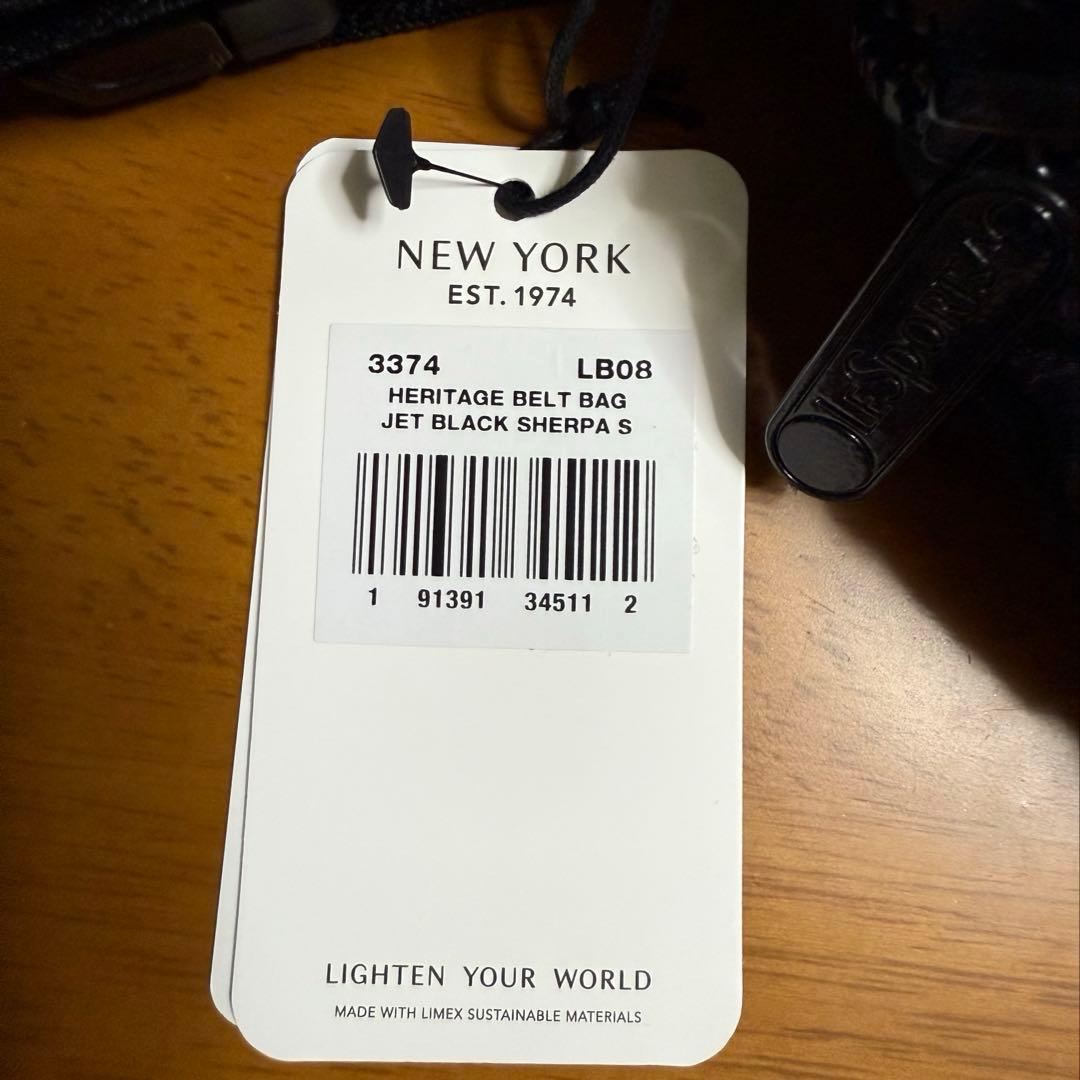 NEW YORK
EST. 1974
3374 LB08
HERITAGE BELT BAG
JET BLACK SHERPA S
1 91391 34511 2
LESPORTSAC
LIGHTEN YOUR WORLD
MADE WITH LIMEX SUSTAINABLE MATERIALS